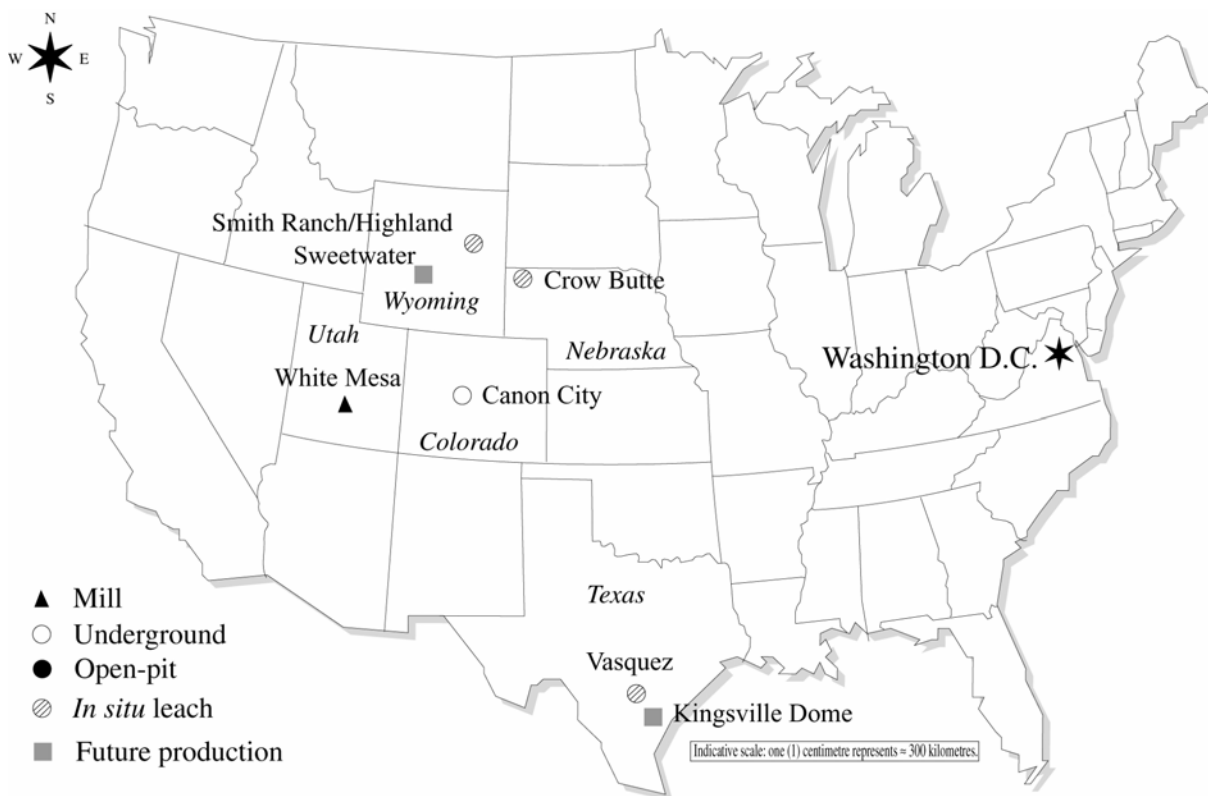 N
W E
S
Smith Ranch/Highland
Sweetwater
Crow Butte
Wyoming
Utah
Nebraska
Washington D.C.
White Mesa
Canon City
Colorado
Texas
Mill
Underground
Vasquez
Open-pit
In situ leach
Kingsville Dome
Future production
Indicative scale: one (1) centimetre represents ≈ 300 kilometres.